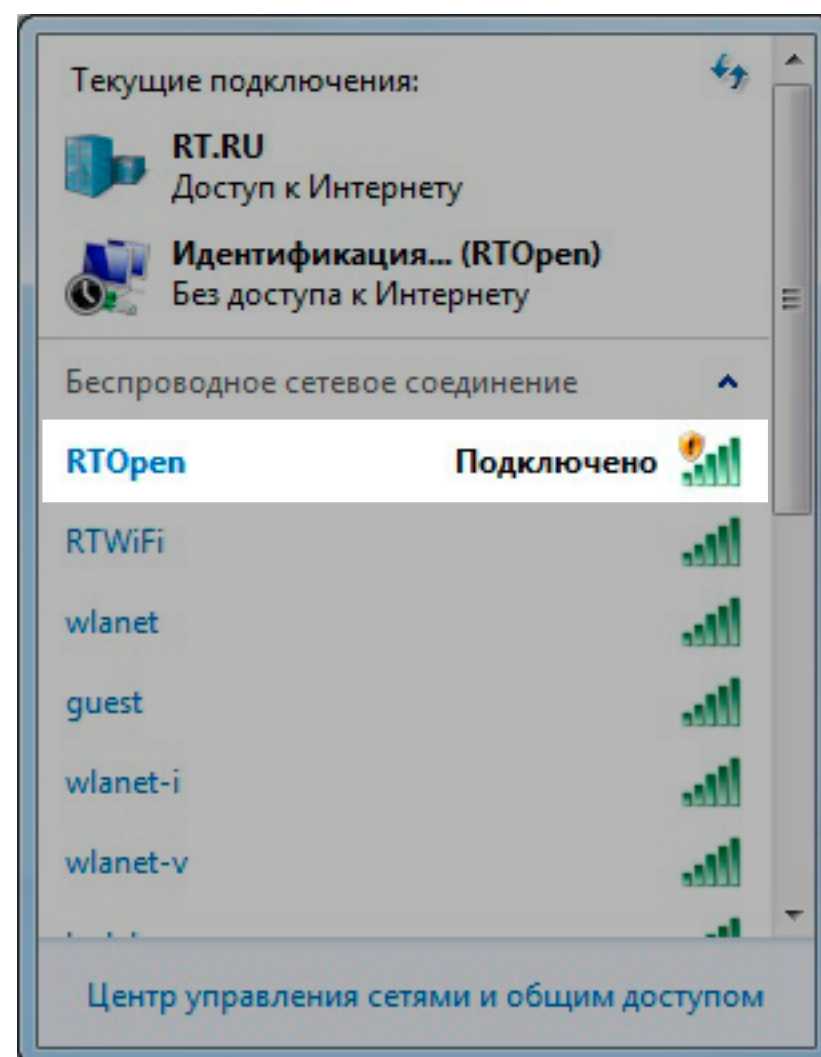 Текущие подключения:
RT.RU
Доступ к Интернету
Идентификация... (RTOpen)
Без доступа к Интернету
Беспроводное сетевое соединение
RTOpen Подключено
RTWiFi
wlanet
guest
wlanet-i
wlanet-v
Центр управления сетями и общим доступом